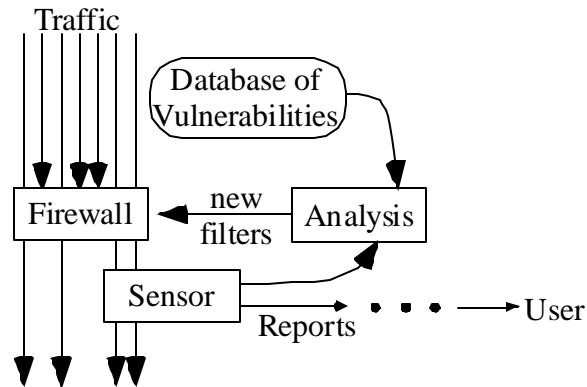 Traffic
Database of
Vulnerabilities
Firewall
new
filters
Analysis
Sensor
Reports
User